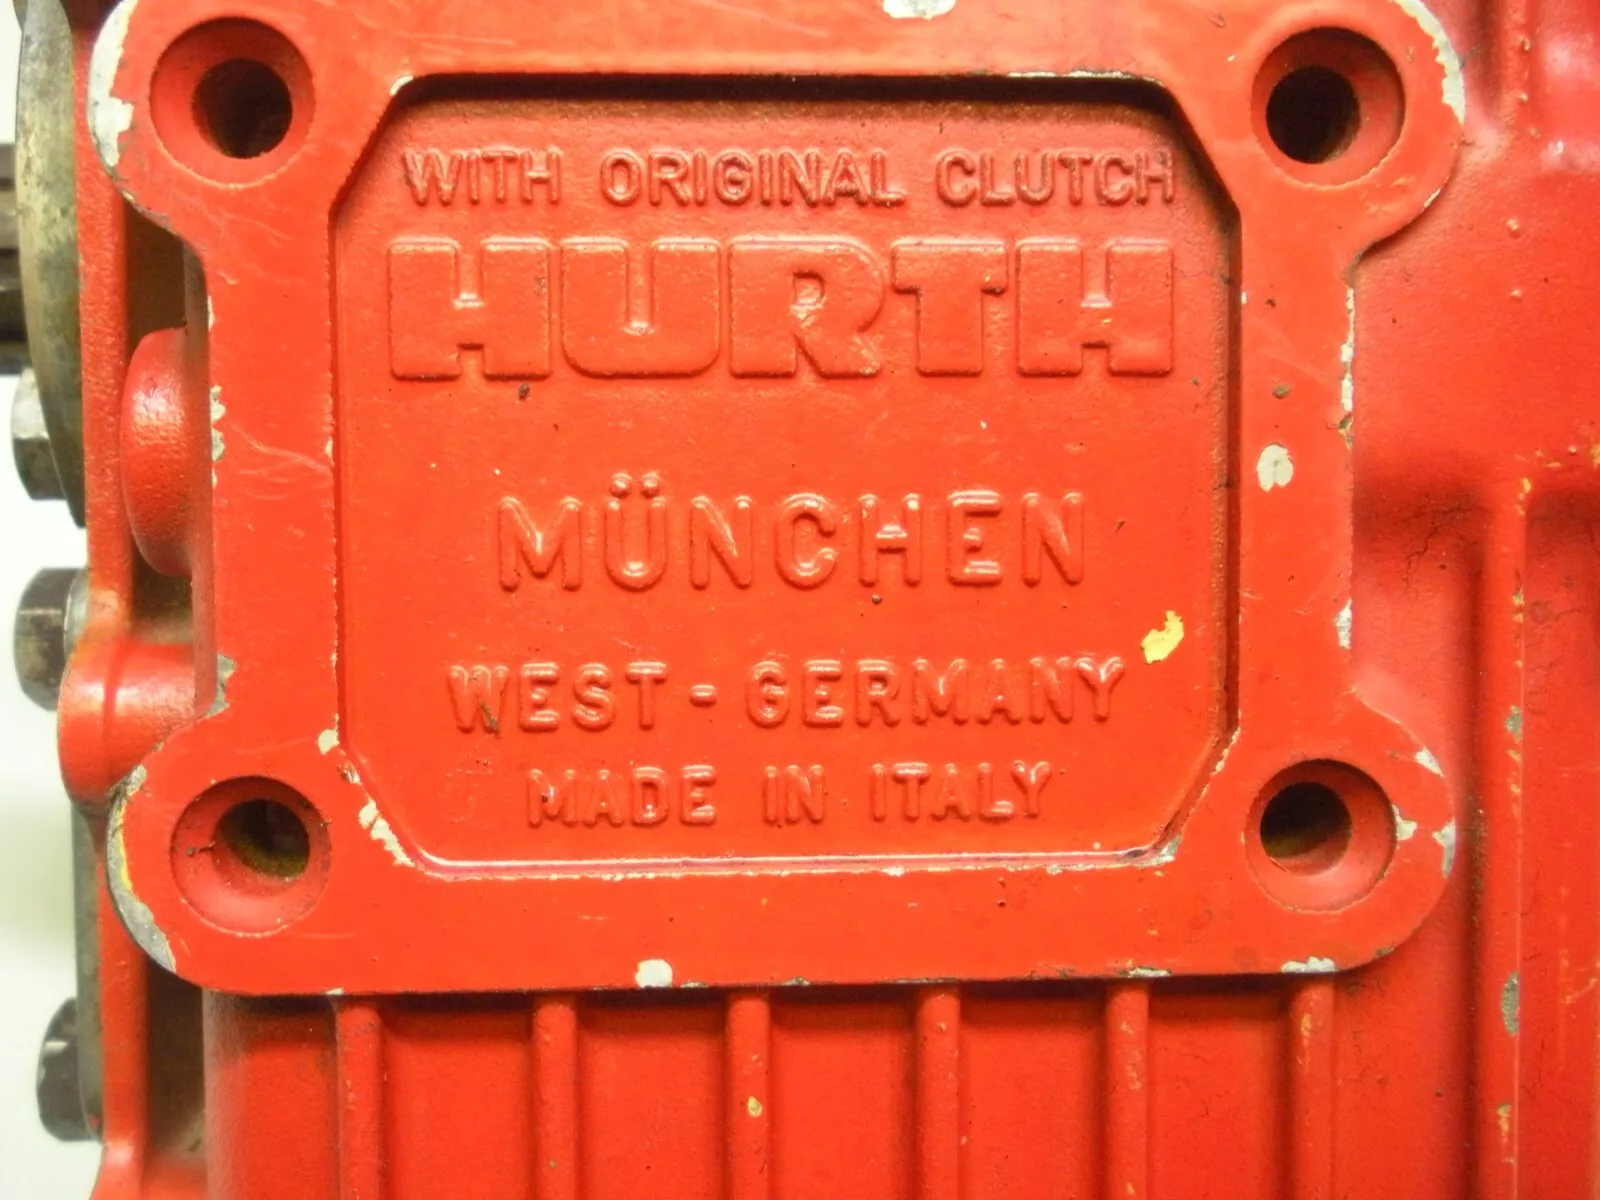 WITH ORIGINAL CLUTCH
HURTH
MÜNCHEN
WEST-GERMANY
MADE IN ITALY